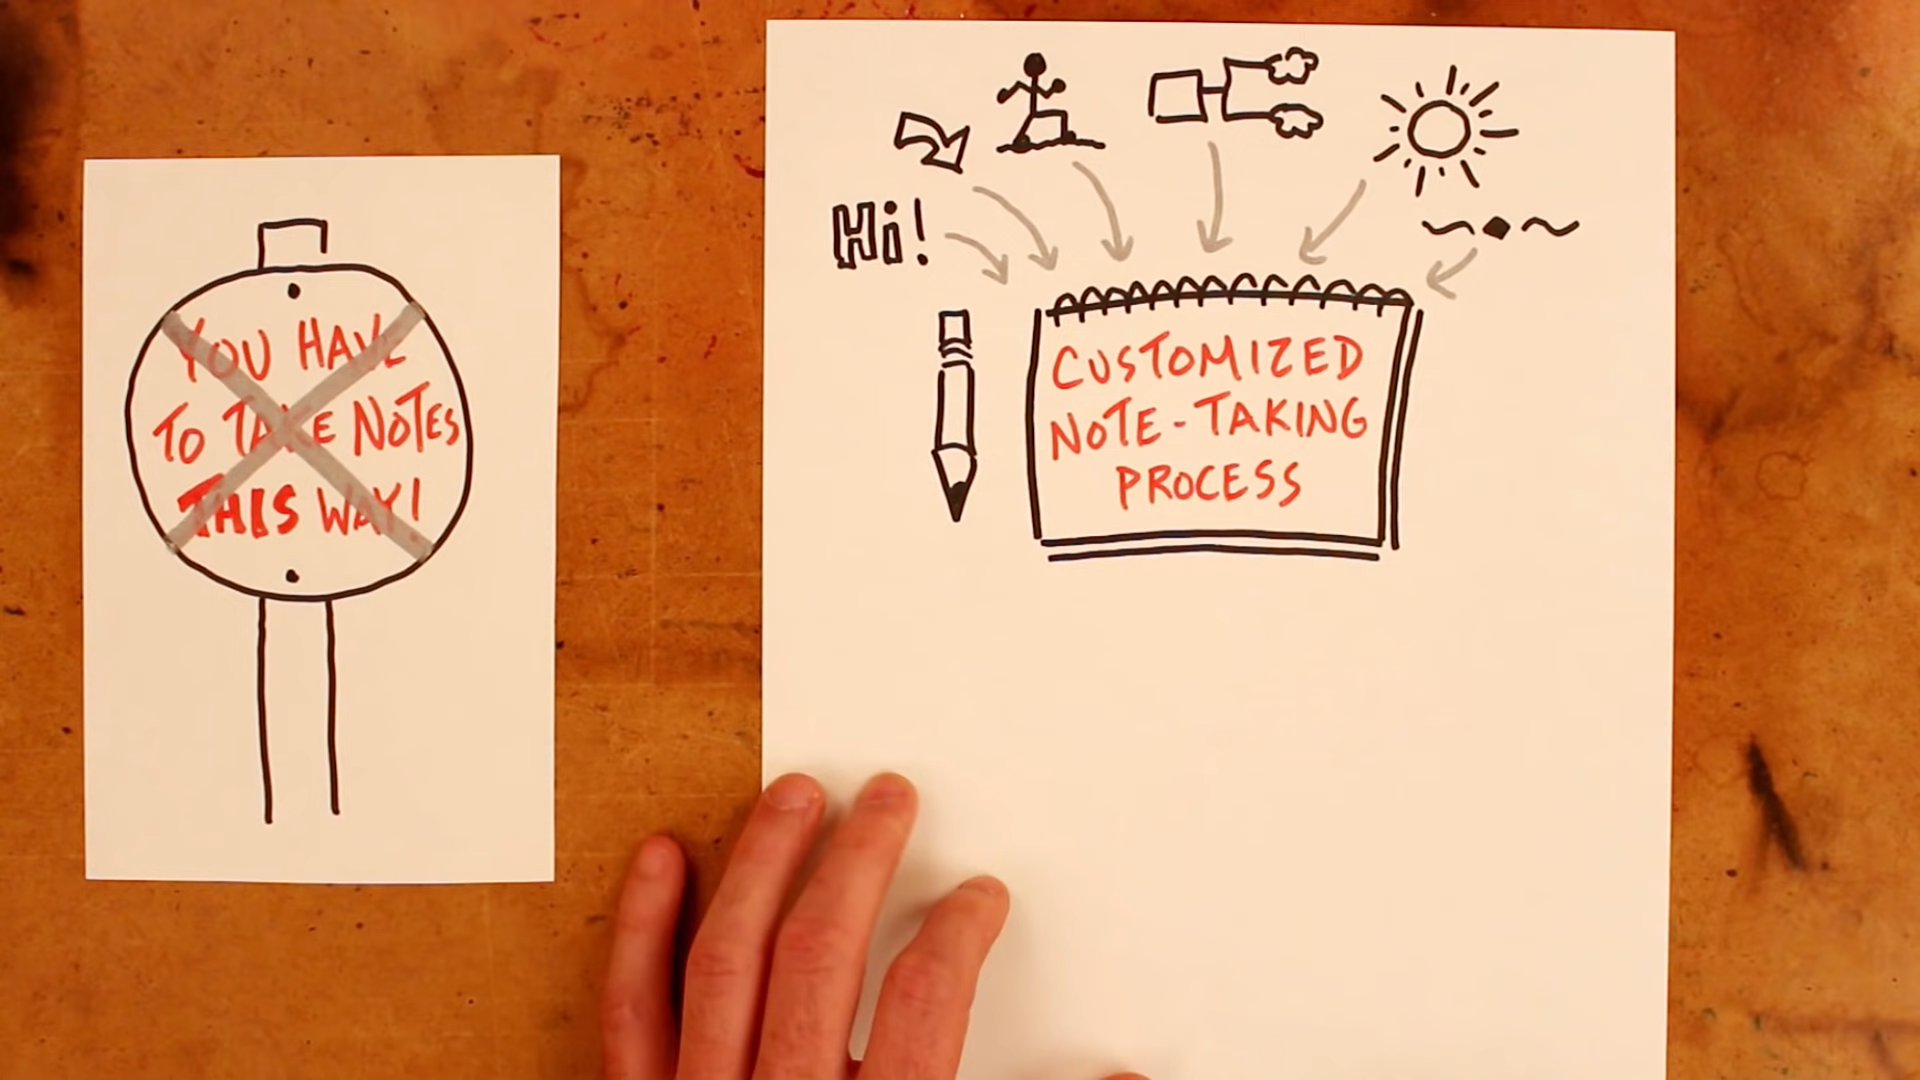 YOU HAVE
TO TAKE NOTES
THIS WAY!
Hi!
CUSTOMIZED
NOTE-TAKING
PROCESS